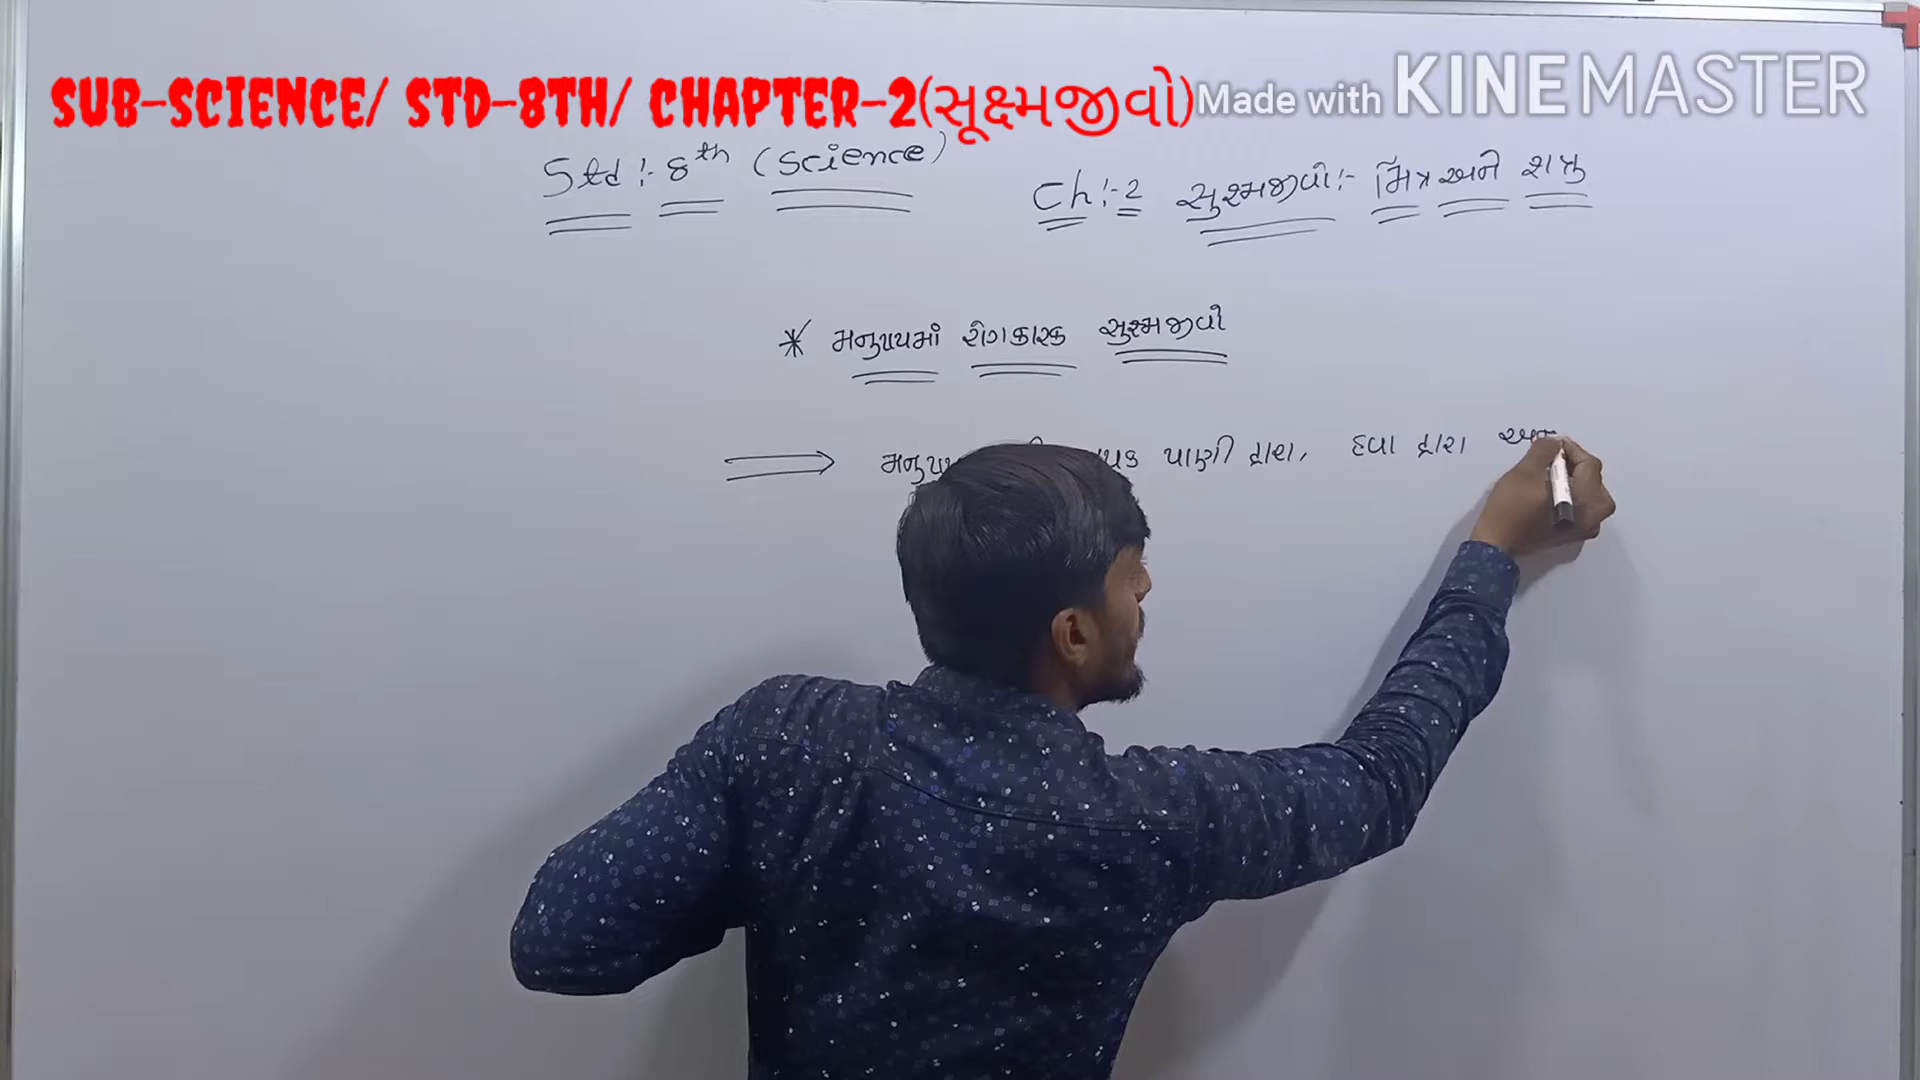 SUB-SCIENCE/ STD-8TH/ CHAPTER-2(સૂક્ષ્મજીવો) Made with KINEMASTER
Std :- 8th (Science)
Ch :- 2 સુક્ષ્મજીવો :- મિત્ર અને શત્રુ
* મનુષ્યમાં રોગકારક સુક્ષ્મજીવો
પાણી દ્વારા, હવા દ્વારા